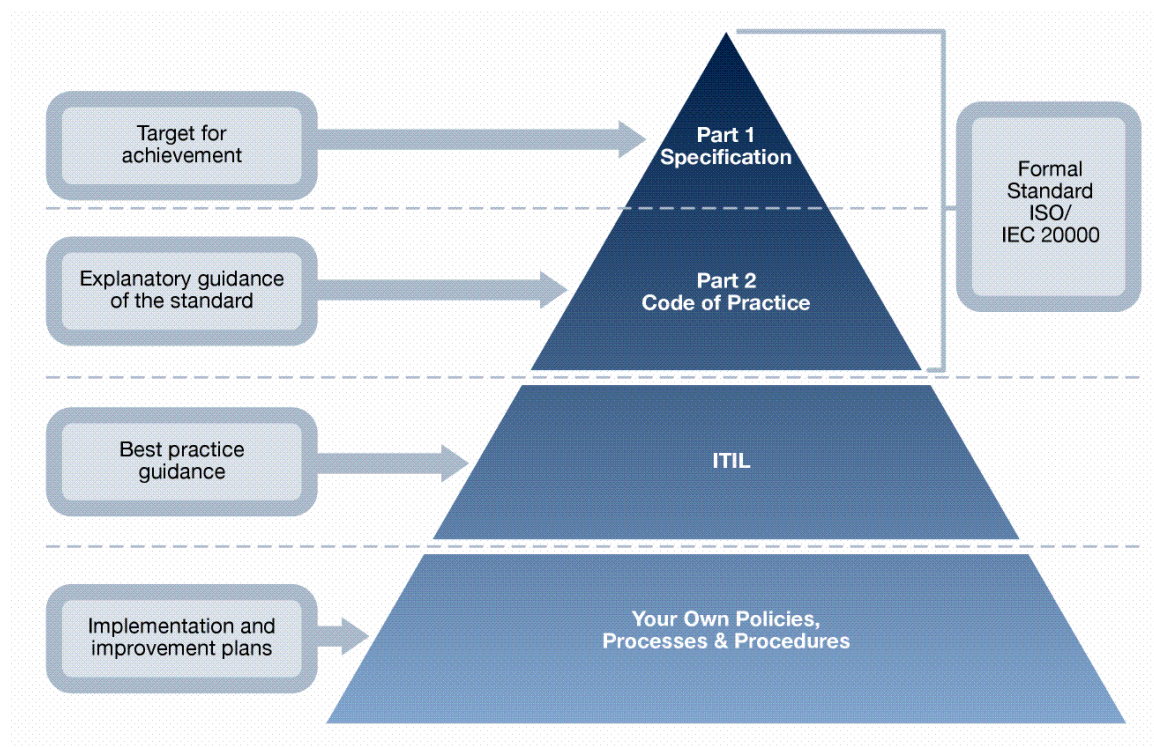 Target for
achievement
Part 1
Specification
Formal
Standard
ISO/
IEC 20000
Explanatory guidance
of the standard
Part 2
Code of Practice
Best practice
guidance
ITIL
Implementation and
improvement plans
Your Own Policies,
Processes & Procedures